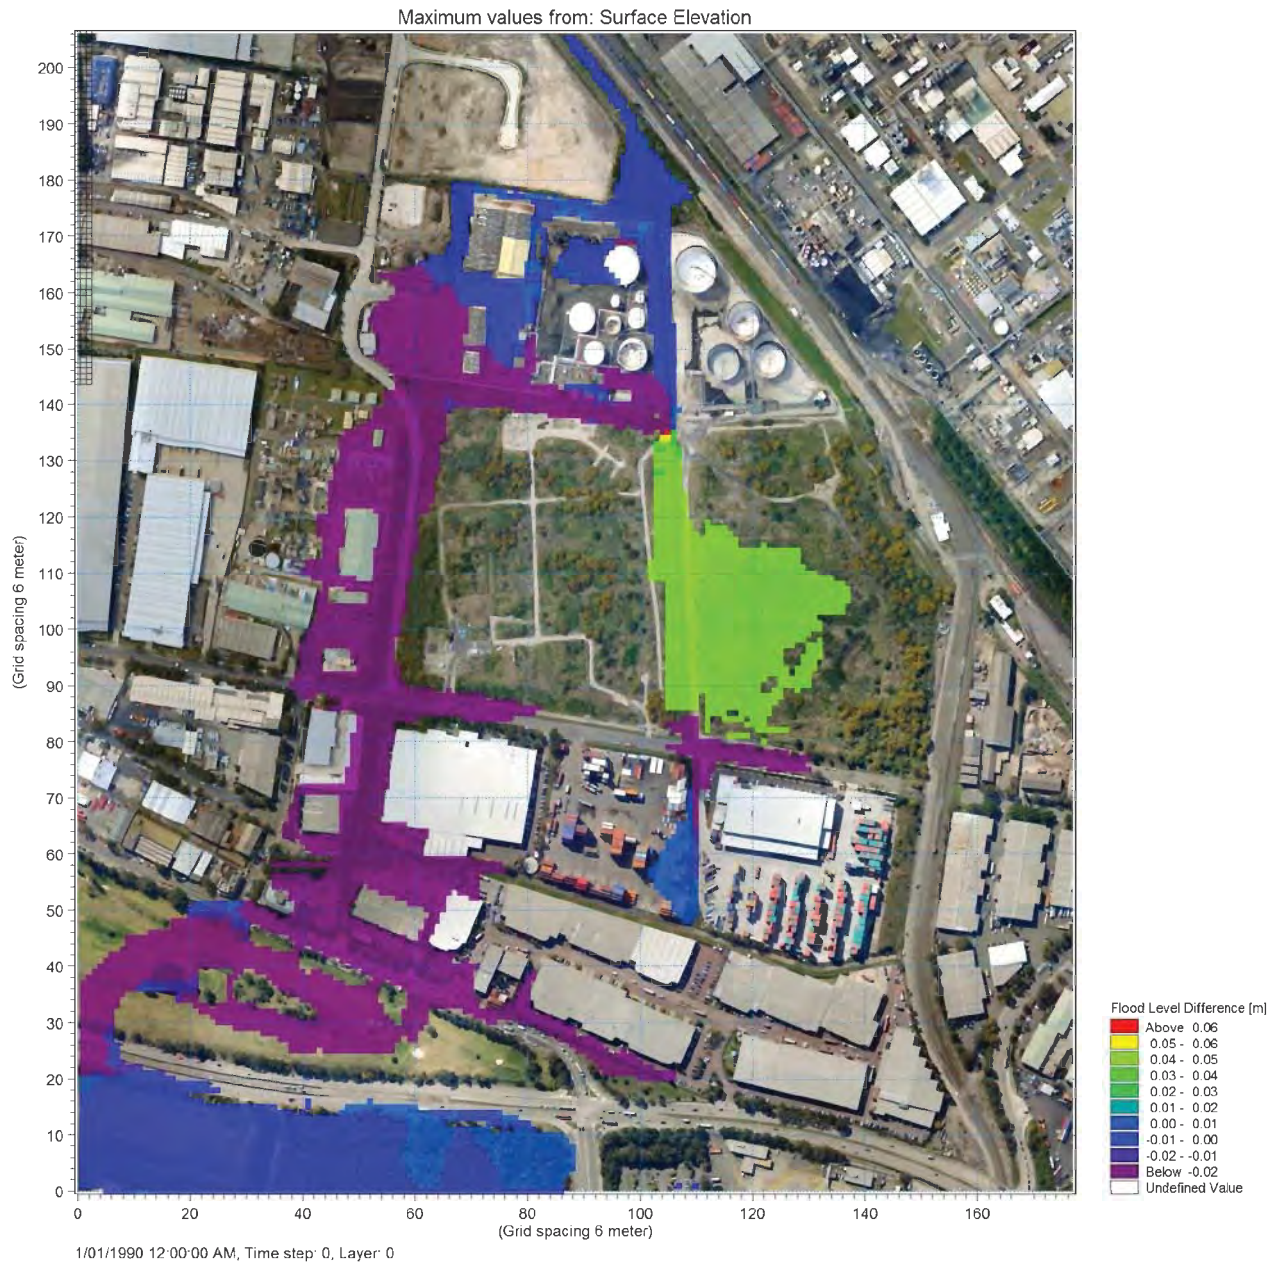 Maximum values from: Surface Elevation
200
190
180
170
160
150
140
130
120
110
100
90
80
70
60
50
40
30
20
10
0
(Grid spacing 6 meter)
0 20 40 60 80 100 120 140 160
(Grid spacing 6 meter)
1/01/1990 12:00:00 AM, Time step: 0, Layer: 0
Flood Level Difference [m]
Above 0.06
0.05 - 0.06
0.04 - 0.05
0.03 - 0.04
0.02 - 0.03
0.01 - 0.02
0.00 - 0.01
-0.01 - 0.00
-0.02 - -0.01
Below -0.02
Undefined Value